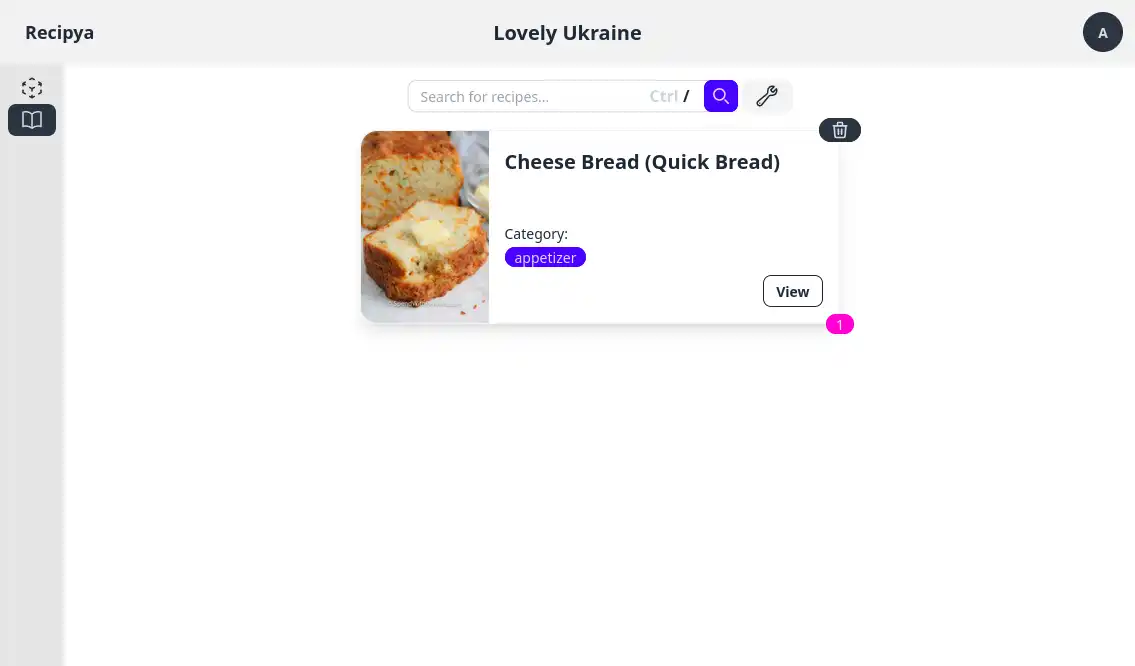 Recipya
Lovely Ukraine
A
Search for recipes...
Ctrl /
Cheese Bread (Quick Bread)
Category:
appetizer
View
1